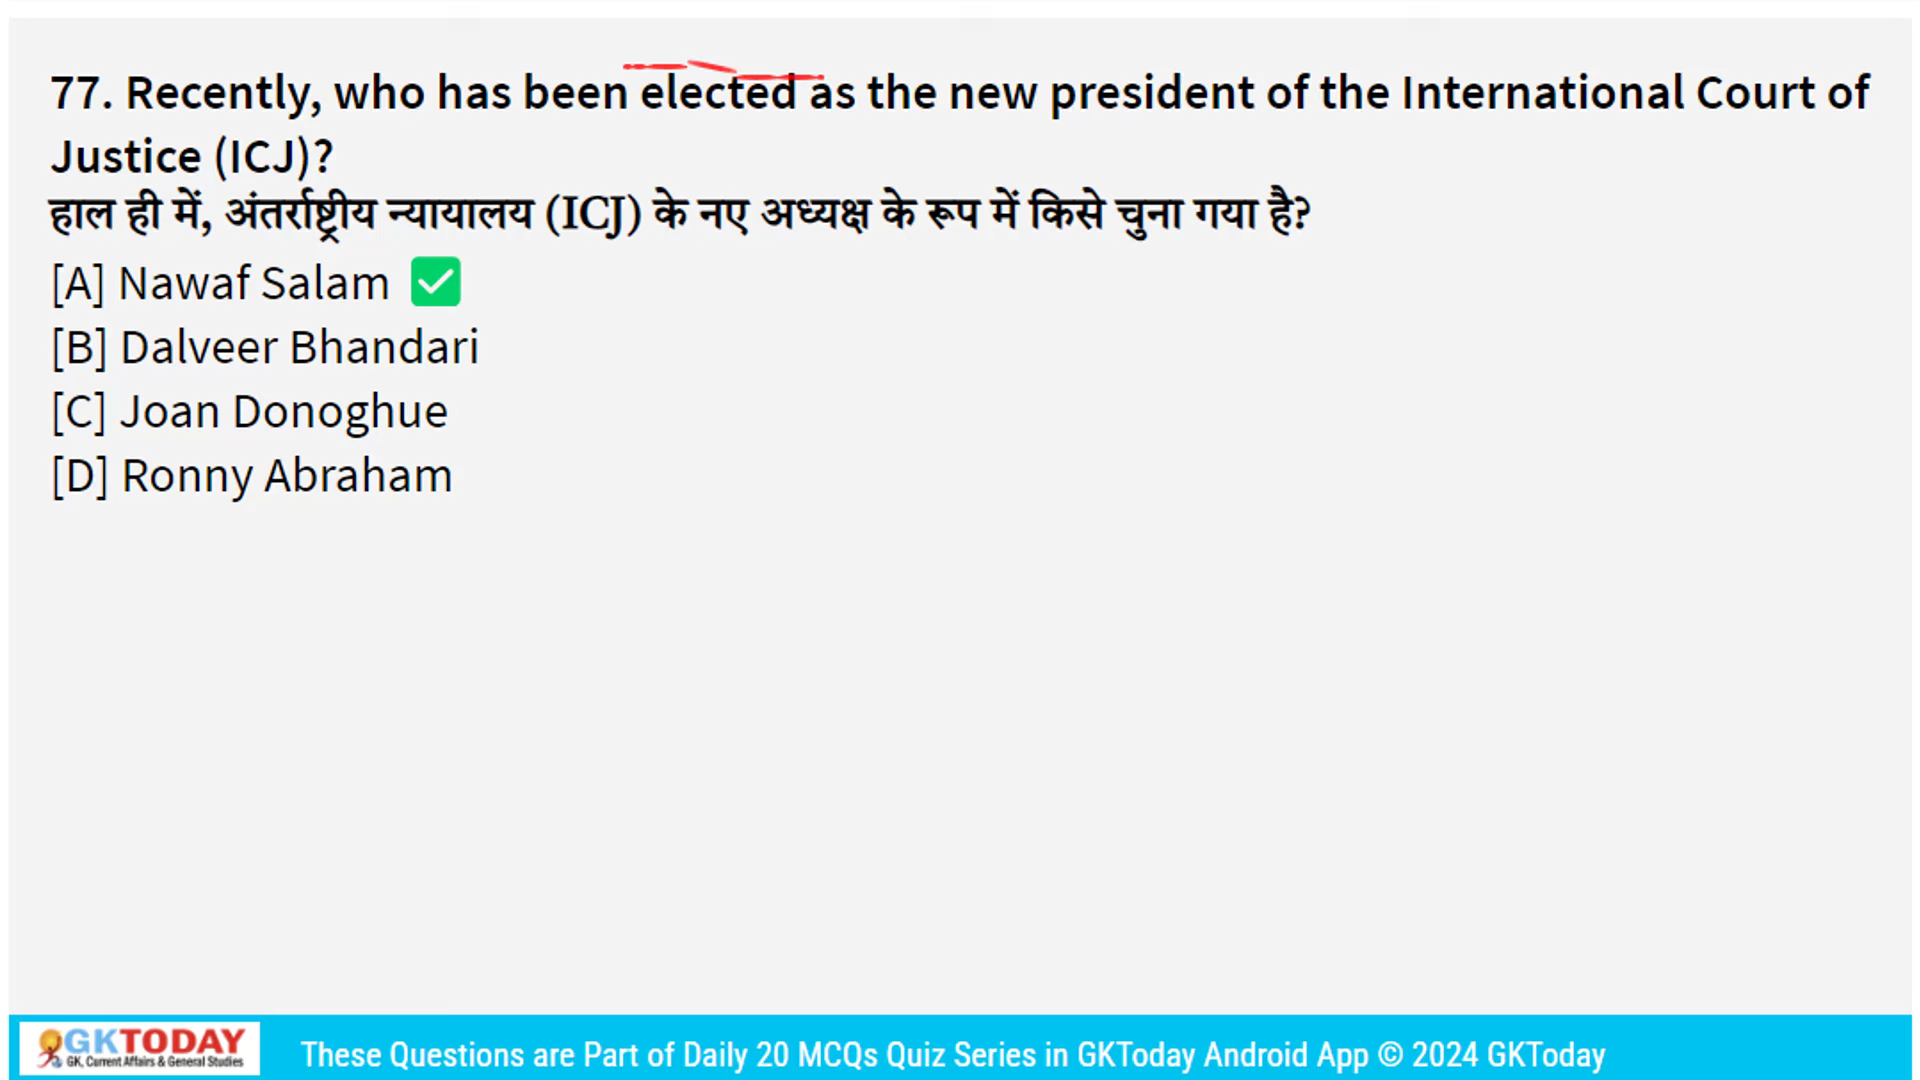 77. Recently, who has been elected as the new president of the International Court of
Justice (ICJ)?
हाल ही में, अंतर्राष्ट्रीय न्यायालय (ICJ) के नए अध्यक्ष के रूप में किसे चुना गया है?
[A] Nawaf Salam ✅
[B] Dalveer Bhandari
[C] Joan Donoghue
[D] Ronny Abraham
GKTODAY
GK, Current Affairs & General Studies
These Questions are Part of Daily 20 MCQs Quiz Series in GKToday Android App © 2024 GKToday